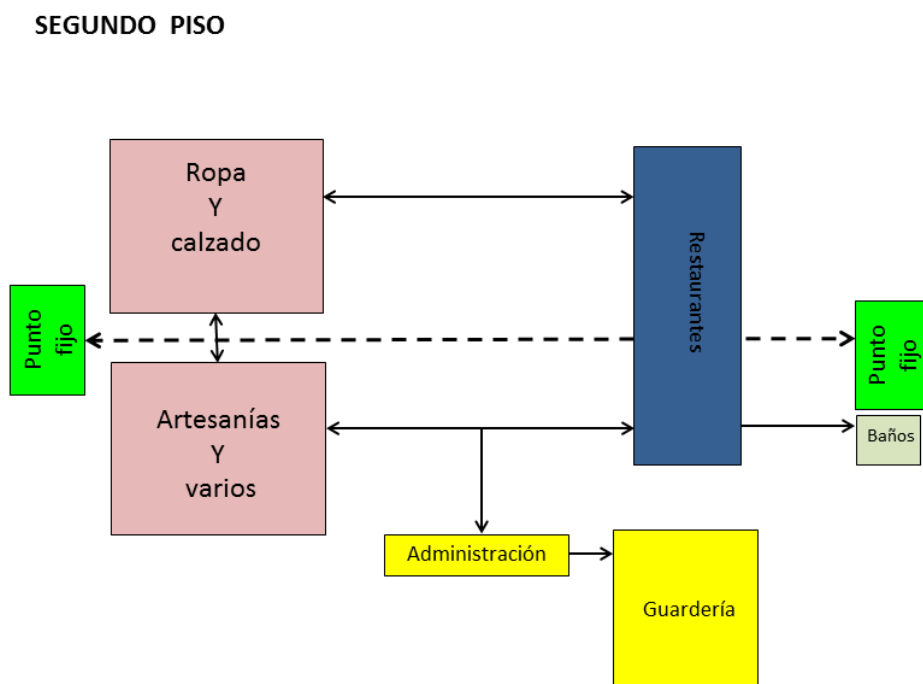 SEGUNDO PISO
Ropa
Y
calzado
Restaurantes
Punto
fijo
Punto
fijo
Artesanías
Y
varios
Baños
Administración
Guardería